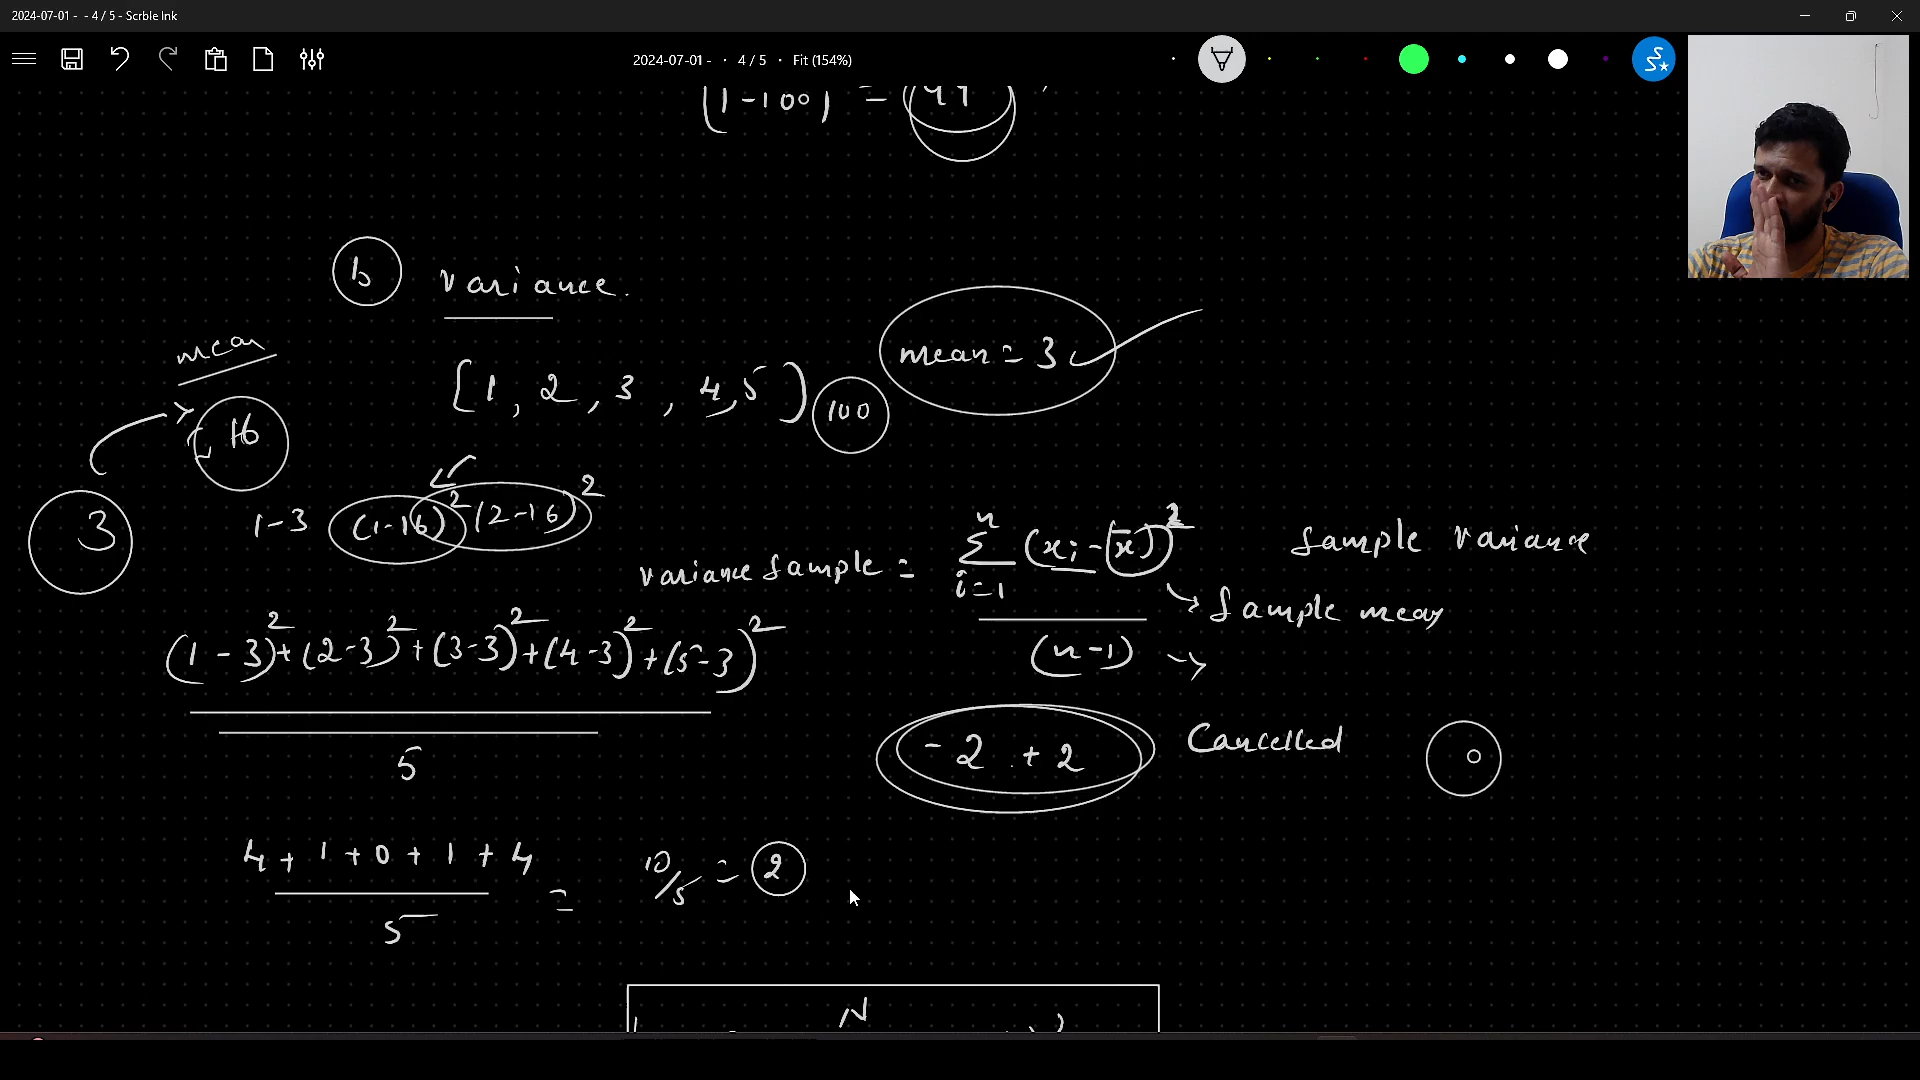 2024-07-01 - - 4 / 5 - Scrble Ink
2024-07-01 - · 4 / 5 · Fit (154%)
(1-100) =
b variance.
mean
mean = 3
[1, 2, 3, 4, 5) 100
16
3
1-3 (1-16)² (2-16)²
variance sample = n Σ i=1 (xi - x̄)² / (n-1)
Sample variance
Sample mean
(1-3)² + (2-3)² + (3-3)² + (4-3)² + (5-3)²
5
-2 + 2 Cancelled 0
4 + 1 + 0 + 1 + 4 = 10/5 = 2
5
N